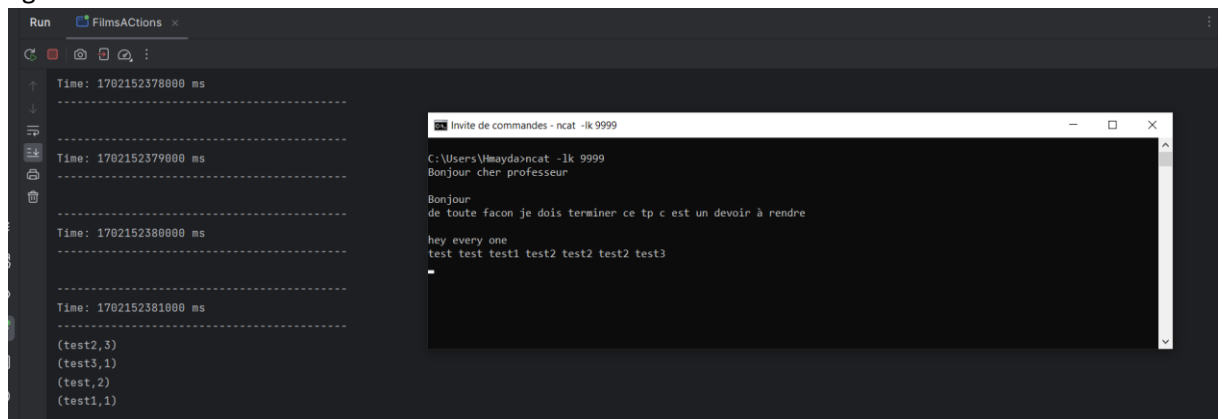 Run FilmsACtions ×
Time: 1702152378000 ms
-------------------------------------------
-------------------------------------------
Time: 1702152379000 ms
-------------------------------------------
-------------------------------------------
Time: 1702152380000 ms
-------------------------------------------
-------------------------------------------
Time: 1702152381000 ms
-------------------------------------------
(test2,3)
(test3,1)
(test,2)
(test1,1)
Invite de commandes - ncat -lk 9999
C:\Users\Hmayda>ncat -lk 9999
Bonjour cher professeur
Bonjour
de toute facon je dois terminer ce tp c est un devoir à rendre
hey every one
test test test1 test2 test2 test2 test3